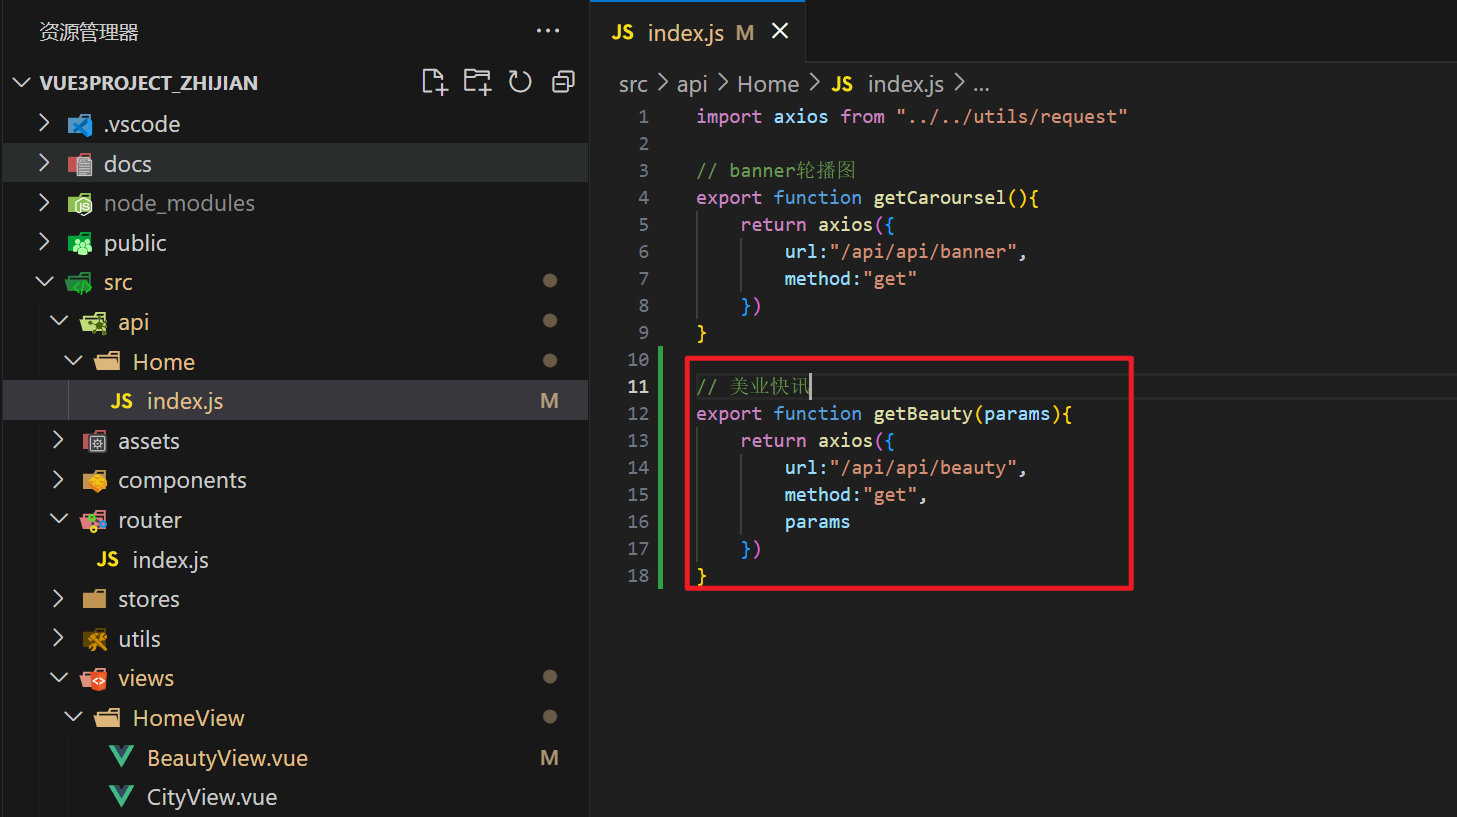 资源管理器
VUE3PROJECT_ZHIJIAN
.vscode
docs
node_modules
public
src
api
Home
JS index.js M
assets
components
router
JS index.js
stores
utils
views
HomeView
BeautyView.vue M
CityView.vue
JS index.js M
src > api > Home > JS index.js > ...
1 import axios from "../../utils/request"
2
3 // banner轮播图
4 export function getCaroursel(){
5 return axios({
6 url:"/api/api/banner",
7 method:"get"
8 })
9 }
10
11 // 美业快讯
12 export function getBeauty(params){
13 return axios({
14 url:"/api/api/beauty",
15 method:"get",
16 params
17 })
18 }